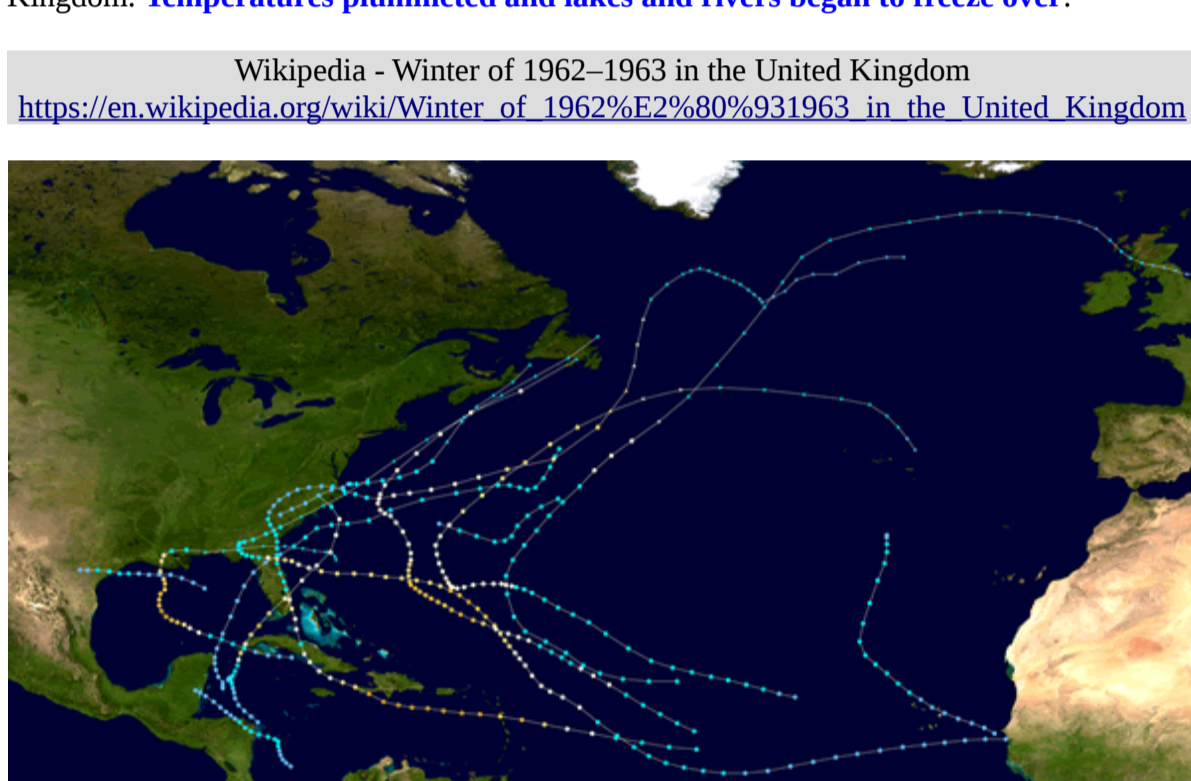 Kingdom. Temperatures plummeted and lakes and rivers began to freeze over.
Wikipedia - Winter of 1962–1963 in the United Kingdom
https://en.wikipedia.org/wiki/Winter_of_1962%E2%80%931963_in_the_United_Kingdom